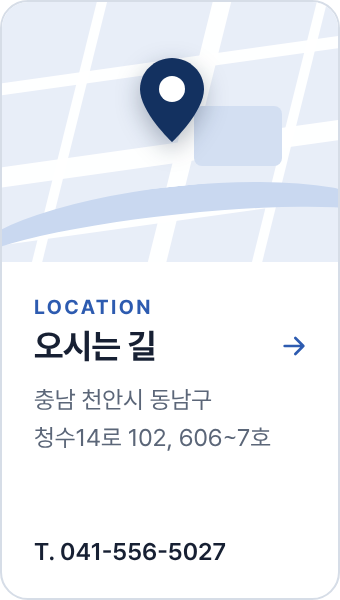 LOCATION
오시는 길
충남 천안시 동남구
청수14로 102, 606~7호
T. 041-556-5027